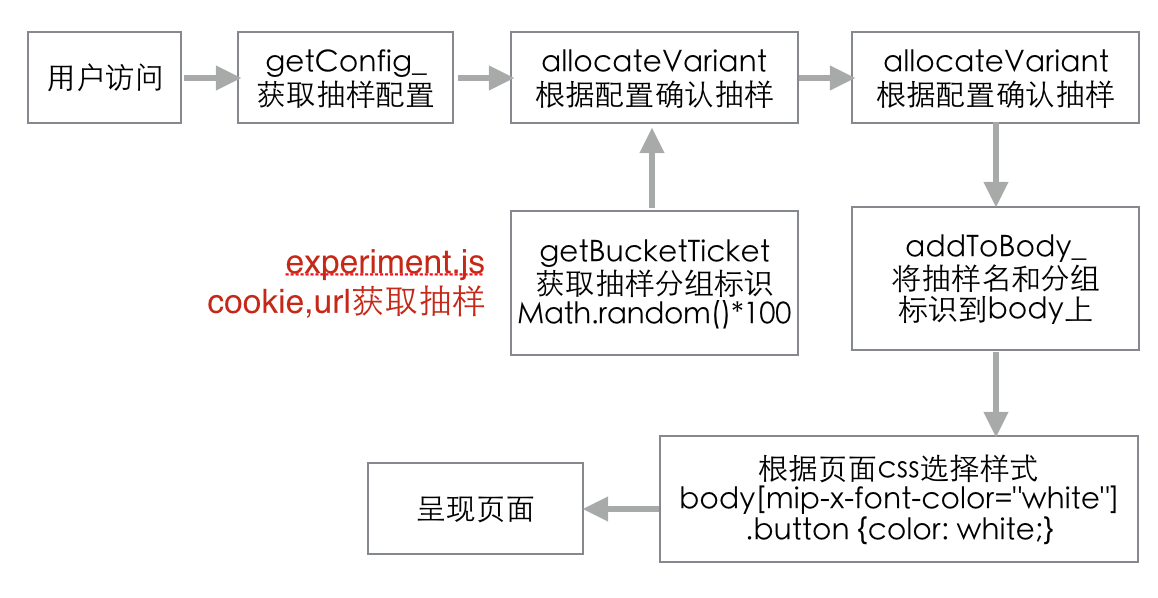 用户访问
getConfig_
获取抽样配置
allocateVariant
根据配置确认抽样
allocateVariant
根据配置确认抽样
experiment.js
cookie,url获取抽样
getBucketTicket
获取抽样分组标识
Math.random()*100
addToBody_
将抽样名和分组
标识到body上
呈现页面
根据页面css选择样式
body[mip-x-font-color="white"]
.button {color: white;}